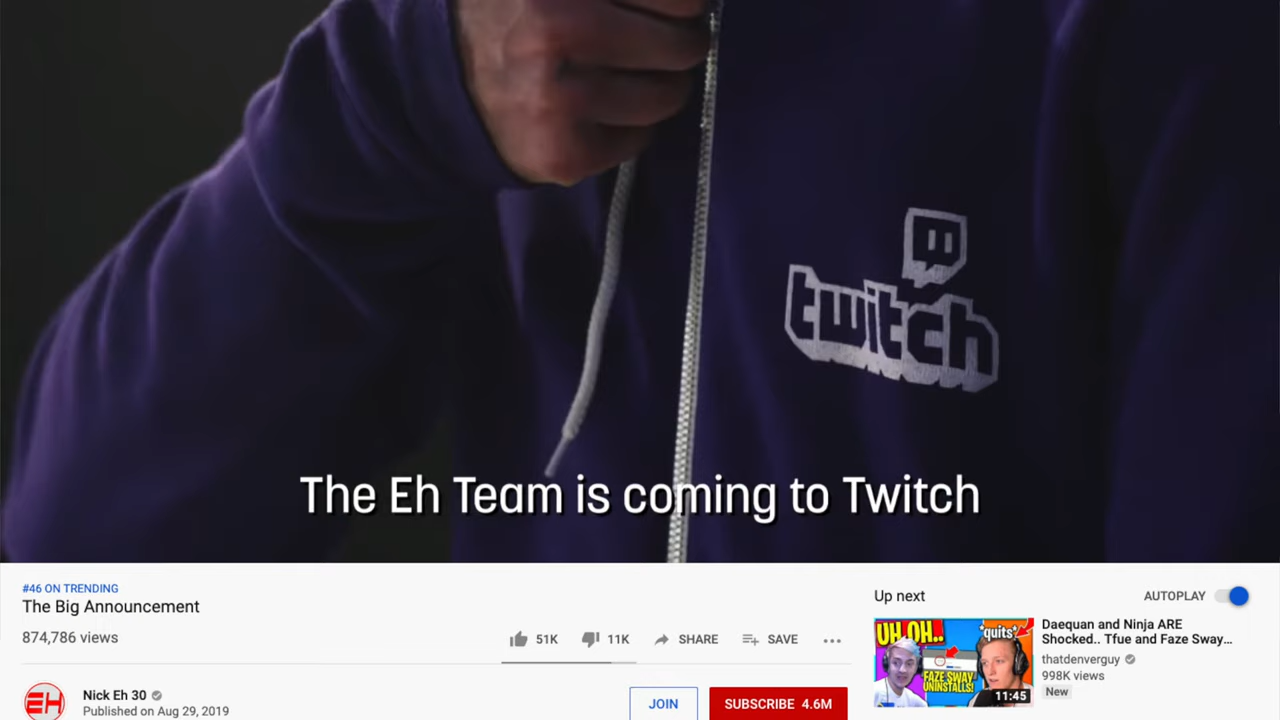 twitch
The Eh Team is coming to Twitch
#46 ON TRENDING
The Big Announcement
874,786 views
51K
11K
SHARE
SAVE
EH
Nick Eh 30
Published on Aug 29, 2019
JOIN
SUBSCRIBE 4.6M
Up next
AUTOPLAY
UH OH..
*quits*
FAZE SWAY
UNINSTALLS!
11:45
Daequan and Ninja ARE
Shocked.. Tfue and Faze Sway...
thatdenverguy
998K views
New